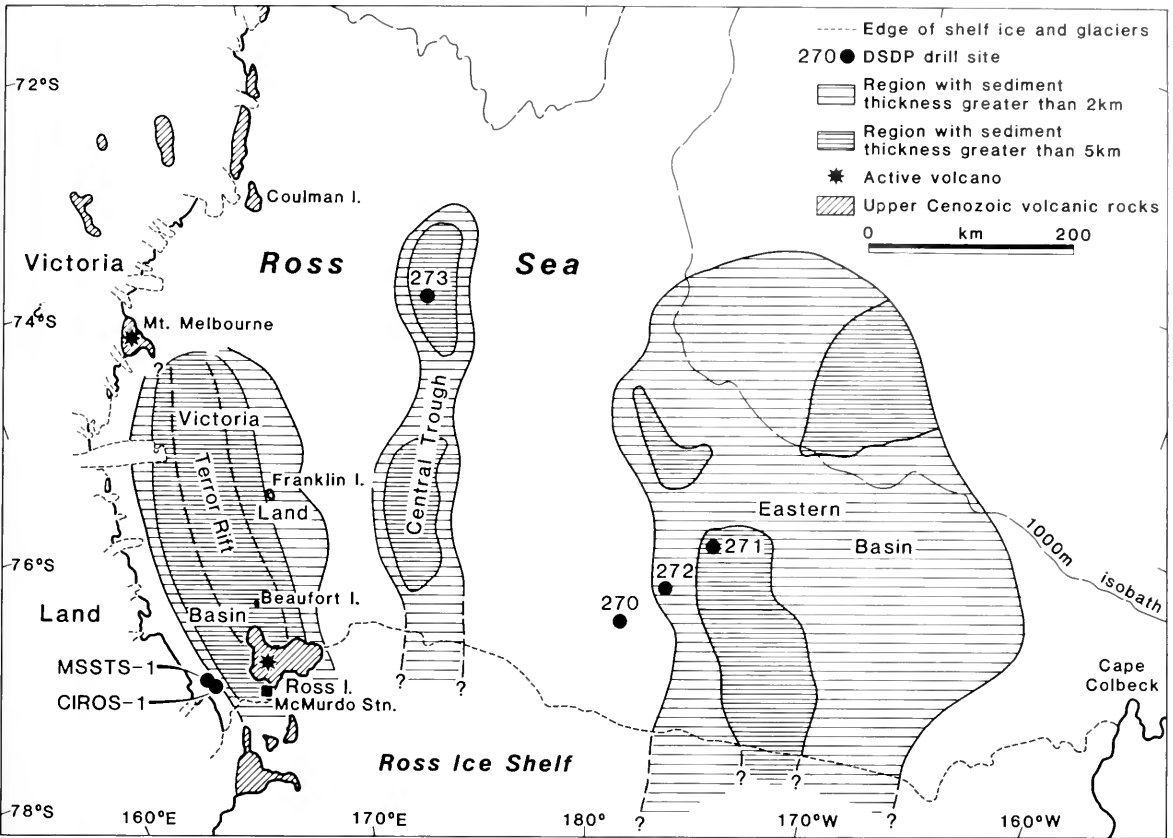 Edge of shelf ice and glaciers
270 DSDP drill site
Region with sediment
thickness greater than 2km
Region with sediment
thickness greater than 5km
Active volcano
Upper Cenozoic volcanic rocks
0 km 200
72°S
Coulman I.
Victoria
Ross Sea
273
74°S
Mt. Melbourne
?
Victoria
Central Trough
Terror Rift
Franklin I.
Land
Eastern
Basin
271
1000m
isobath
76°S
272
270
Beaufort I.
Land
Basin
MSSTS-1
CIROS-1
Ross I.
McMurdo Stn.
? ?
Cape
Colbeck
Ross Ice Shelf
? ?
? ?
78°S
160°E 170°E 180° 170°W 160°W